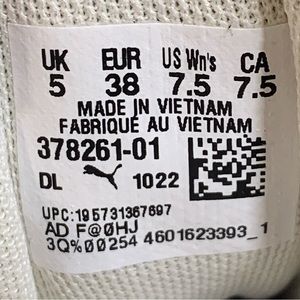 UK EUR US Wn's CA
5 38 7.5 7.5
MADE IN VIETNAM
FABRIQUÉ AU VIETNAM
378261-01
DL 1022
UPC:195731367697
AD F@0HJ
3Q%00254 4601623393_1